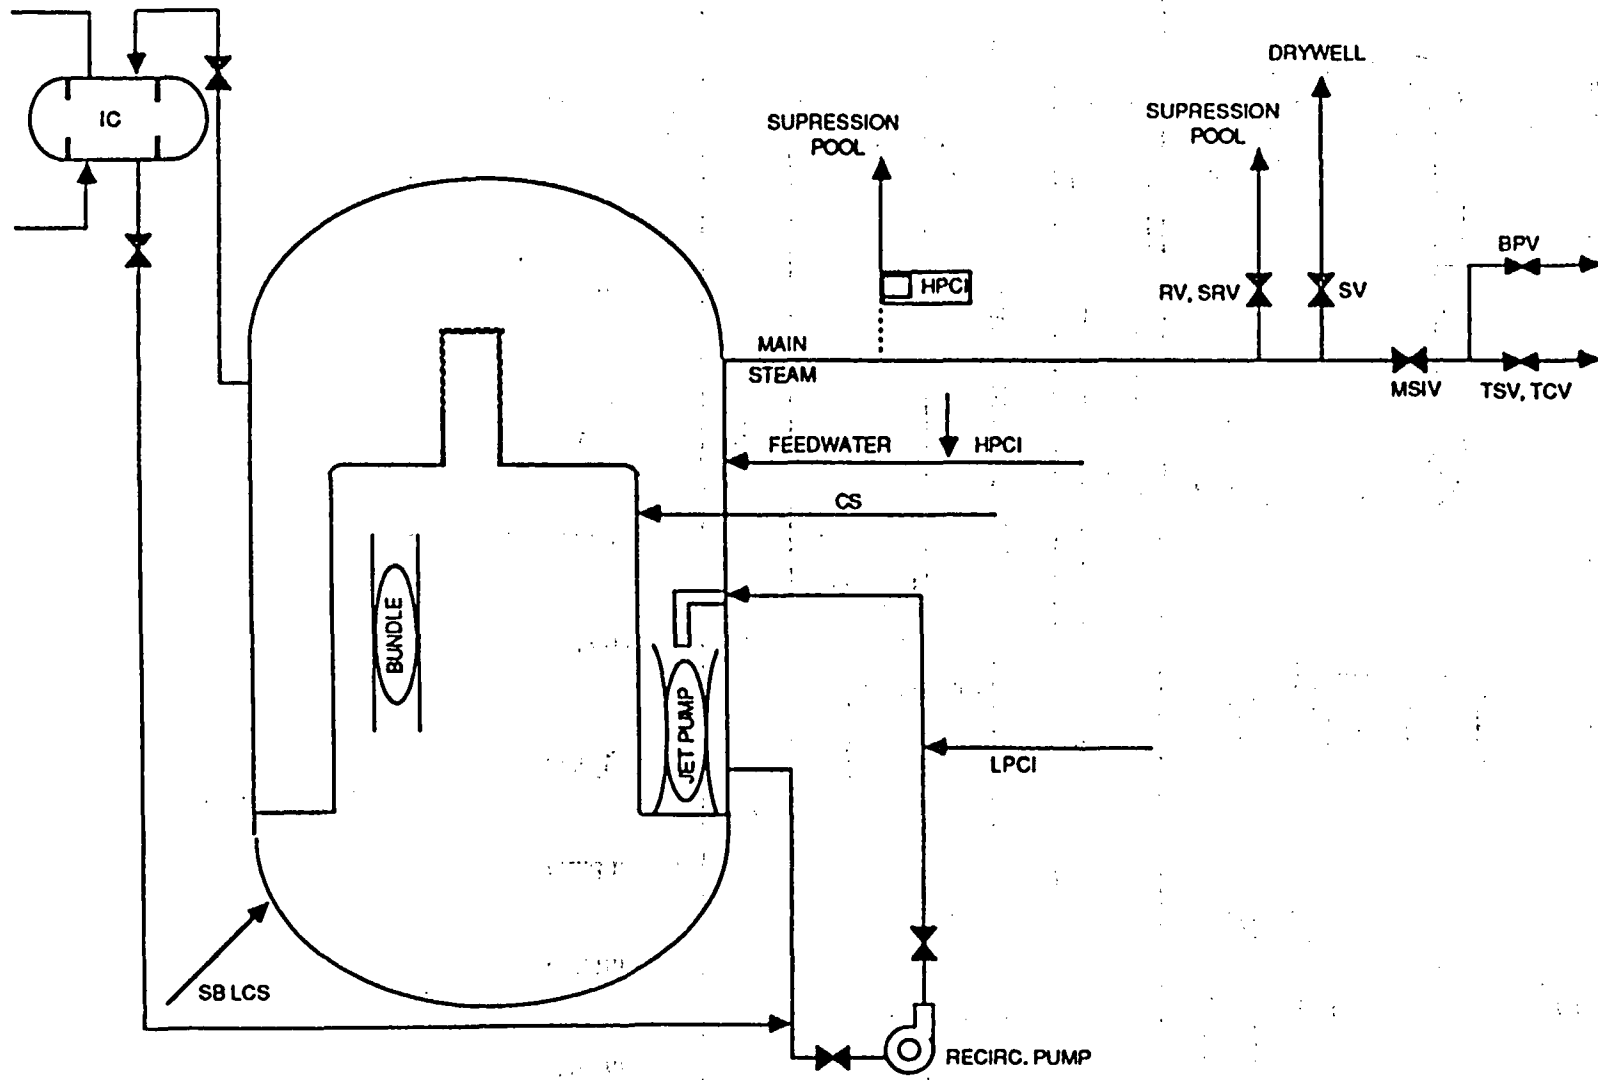 DRYWELL
IC
SUPRESSION
POOL
SUPRESSION
POOL
BPV
HPCI
RV, SRV
SV
MAIN
STEAM
MSIV
TSV, TCV
FEEDWATER
HPCI
CS
BUNDLE
JET PUMP
LPCI
SB LCS
RECIRC. PUMP